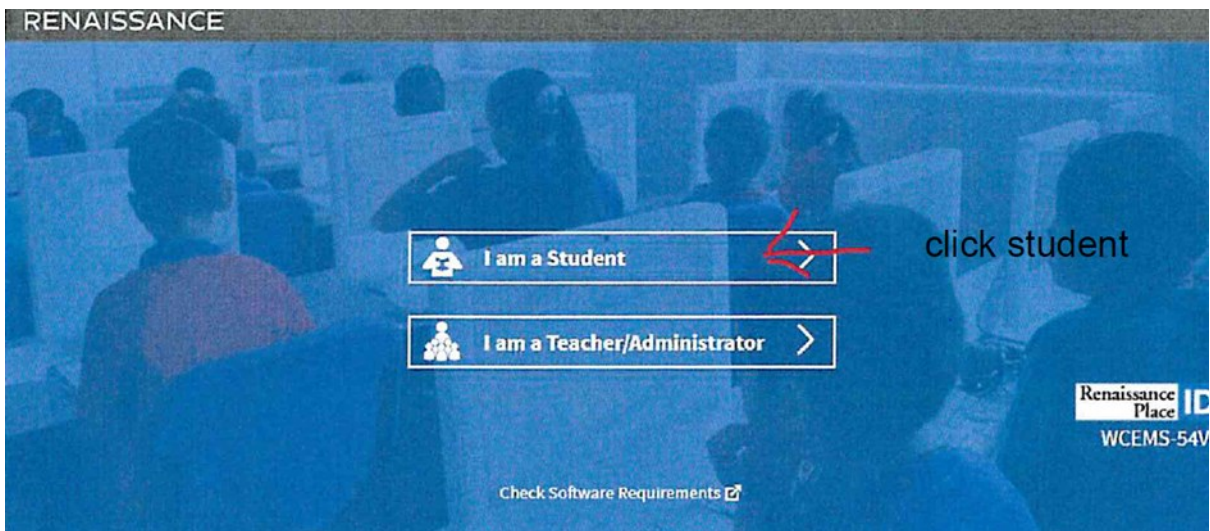 RENAISSANCE
I am a Student
click student
I am a Teacher/Administrator
Renaissance
Place
ID
WCEMS-54V
Check Software Requirements